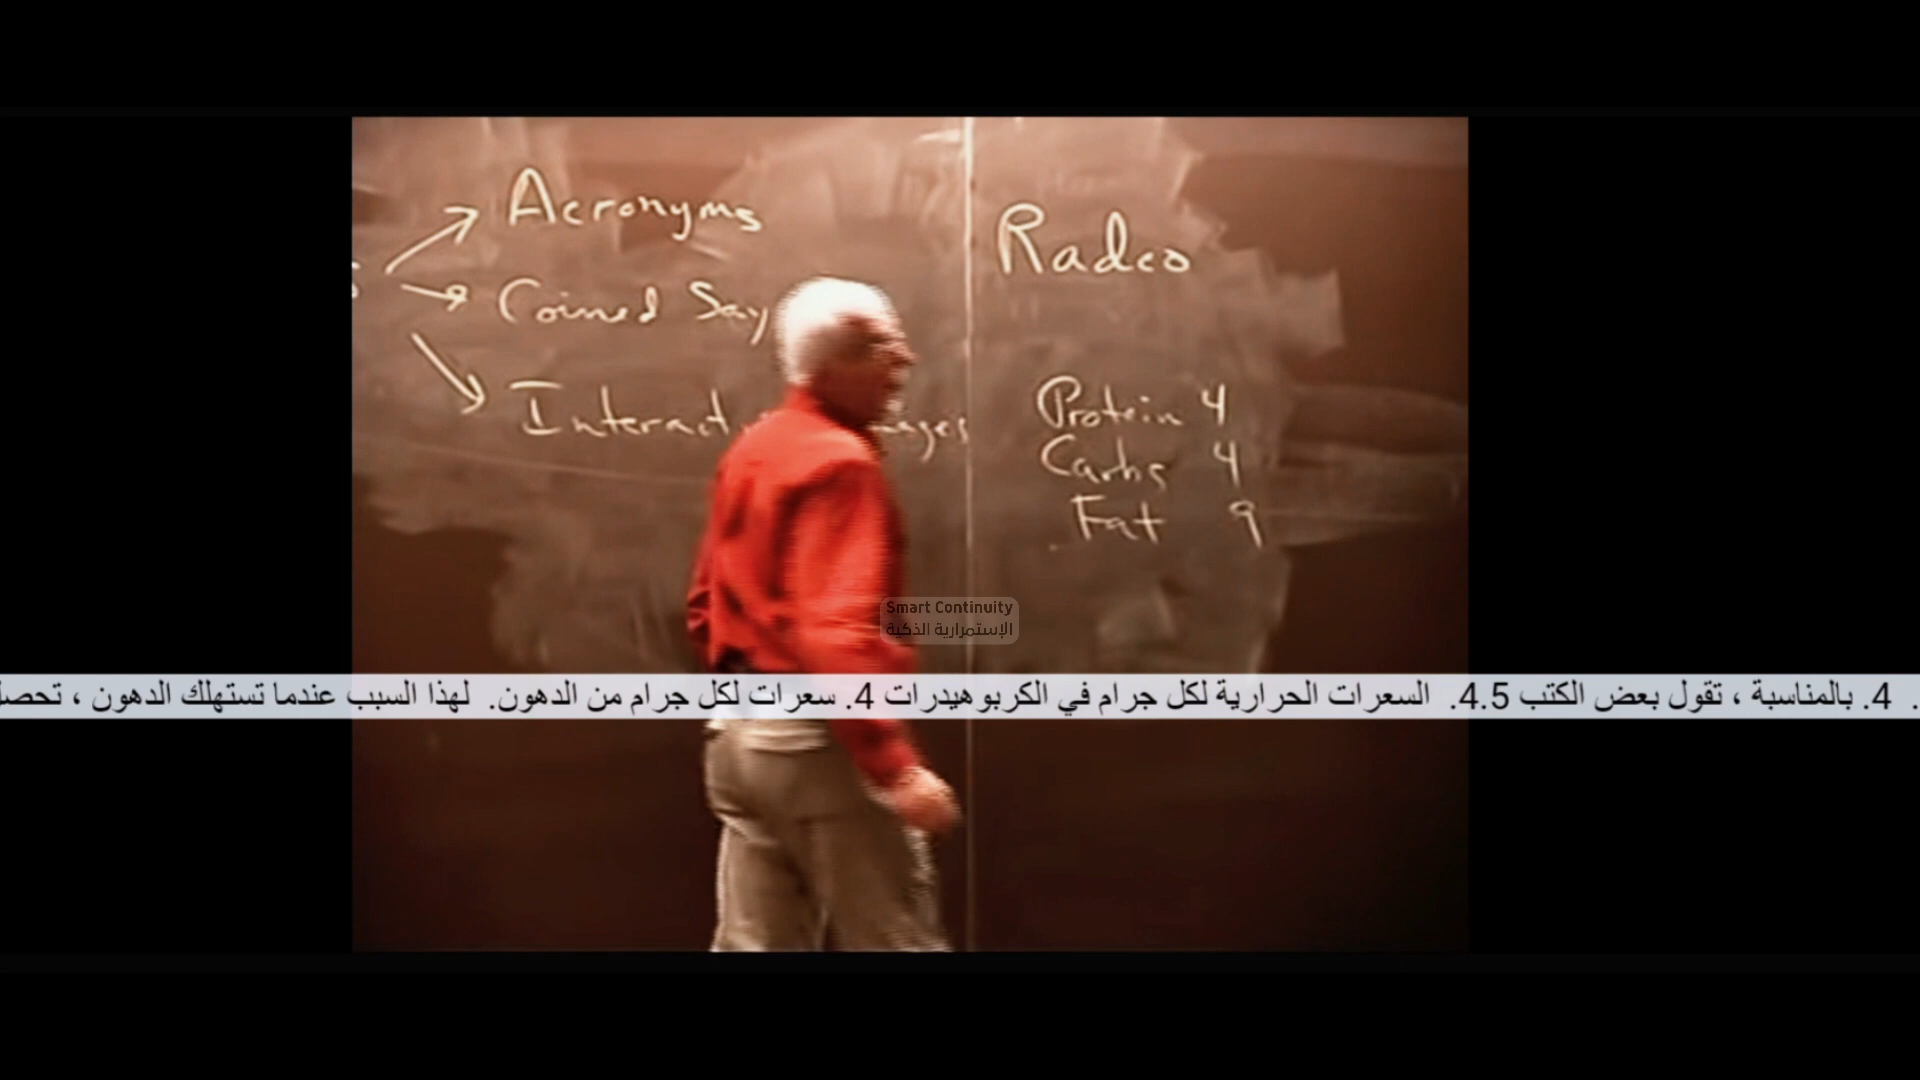 Acronyms
Coined Say
Interact ages
Radco
Protein 4
Carbs 4
Fat 9
Smart Continuity
الإستمرارية الذكية
. 4. بالمناسبة ، تقول بعض الكتب 4.5. السعرات الحرارية لكل جرام في الكربوهيدرات 4. سعرات لكل جرام من الدهون. لهذا السبب عندما تستهلك الدهون ، تحصل